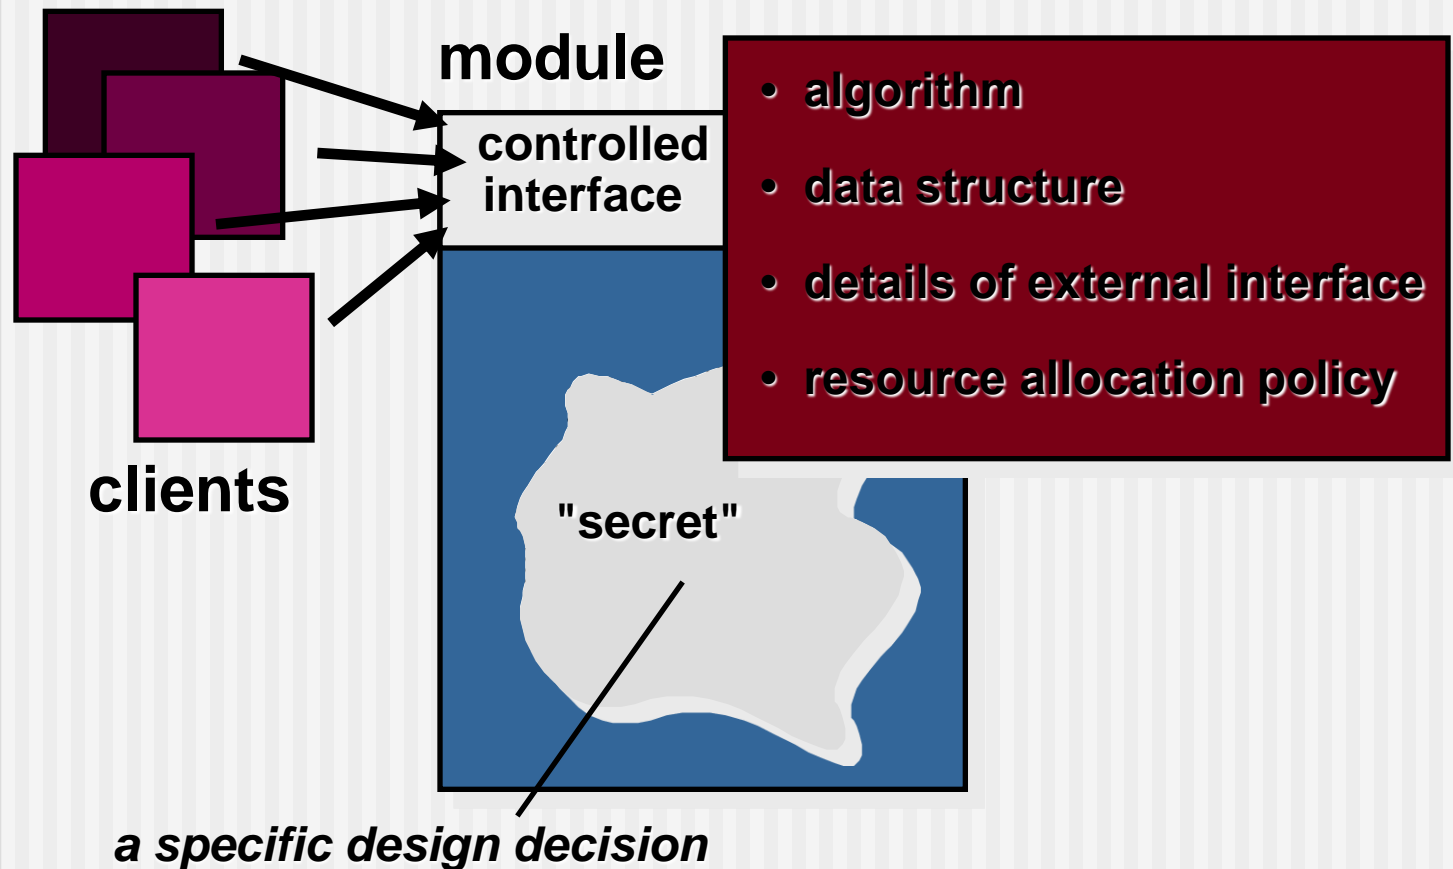 module
controlled
interface
• algorithm
• data structure
• details of external interface
• resource allocation policy
clients
"secret"
a specific design decision